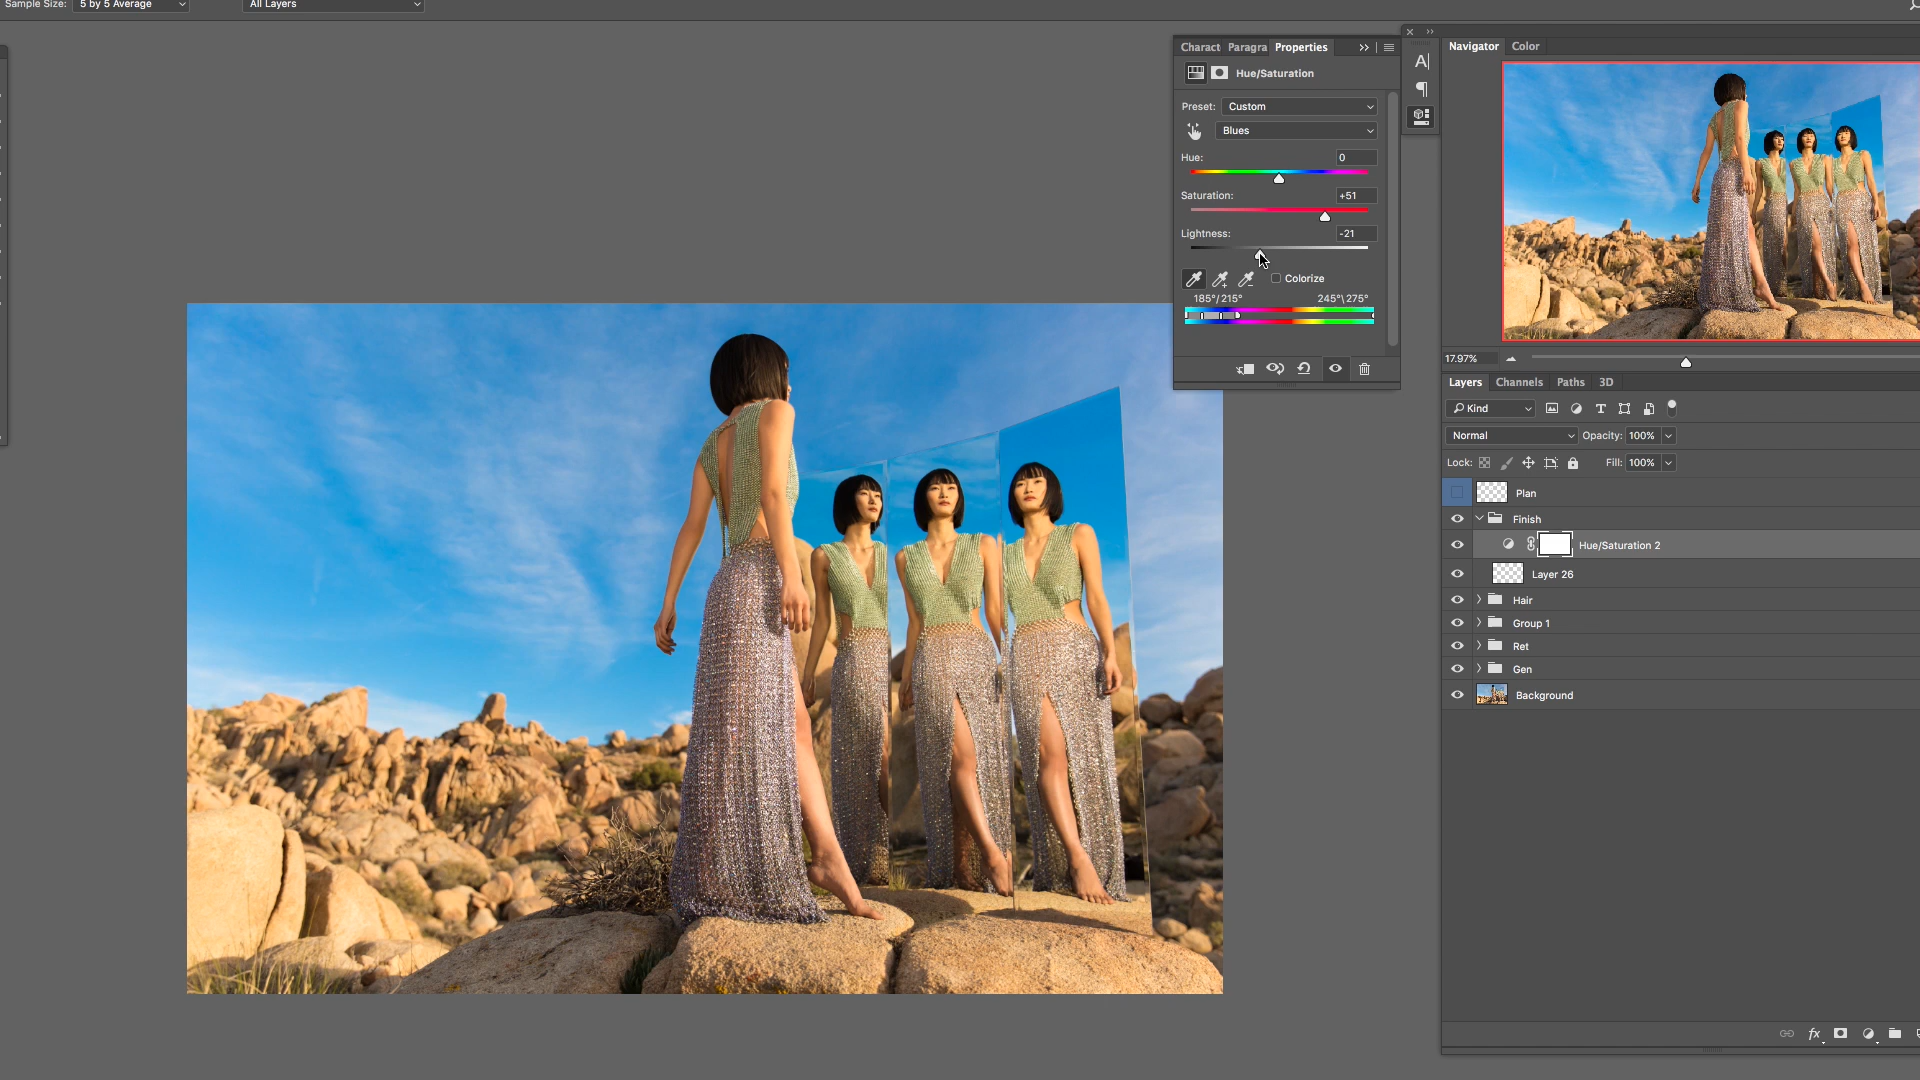 Sample Size: 5 by 5 Average All Layers
Charact Paragra Properties
Hue/Saturation
Preset: Custom
Blues
Hue: 0
Saturation: +51
Lightness: -21
Colorize
185°/215° 245°\275°
Navigator Color
17.97%
Layers Channels Paths 3D
Kind
Normal Opacity: 100%
Lock: Fill: 100%
Plan
Finish
Hue/Saturation 2
Layer 26
Hair
Group 1
Ret
Gen
Background
fx